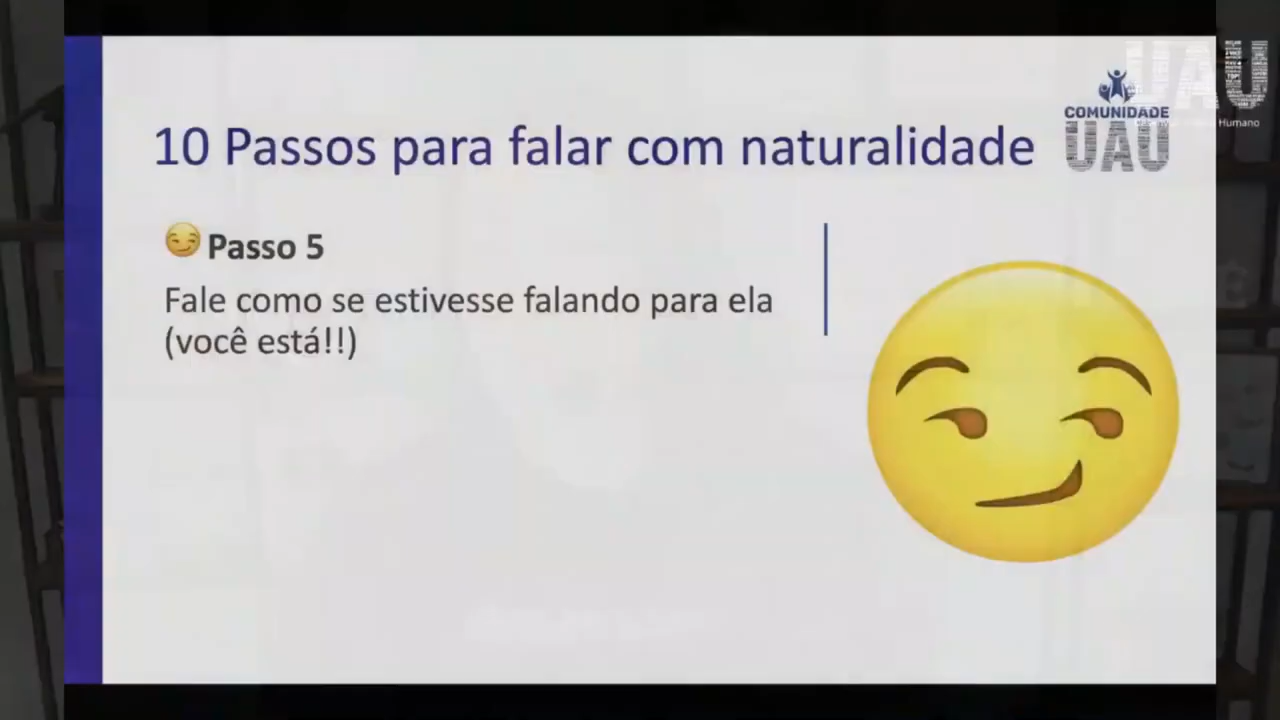 10 Passos para falar com naturalidade
COMUNIDADE
UAU
UAU
Humano
😏 Passo 5
Fale como se estivesse falando para ela
(você está!!)